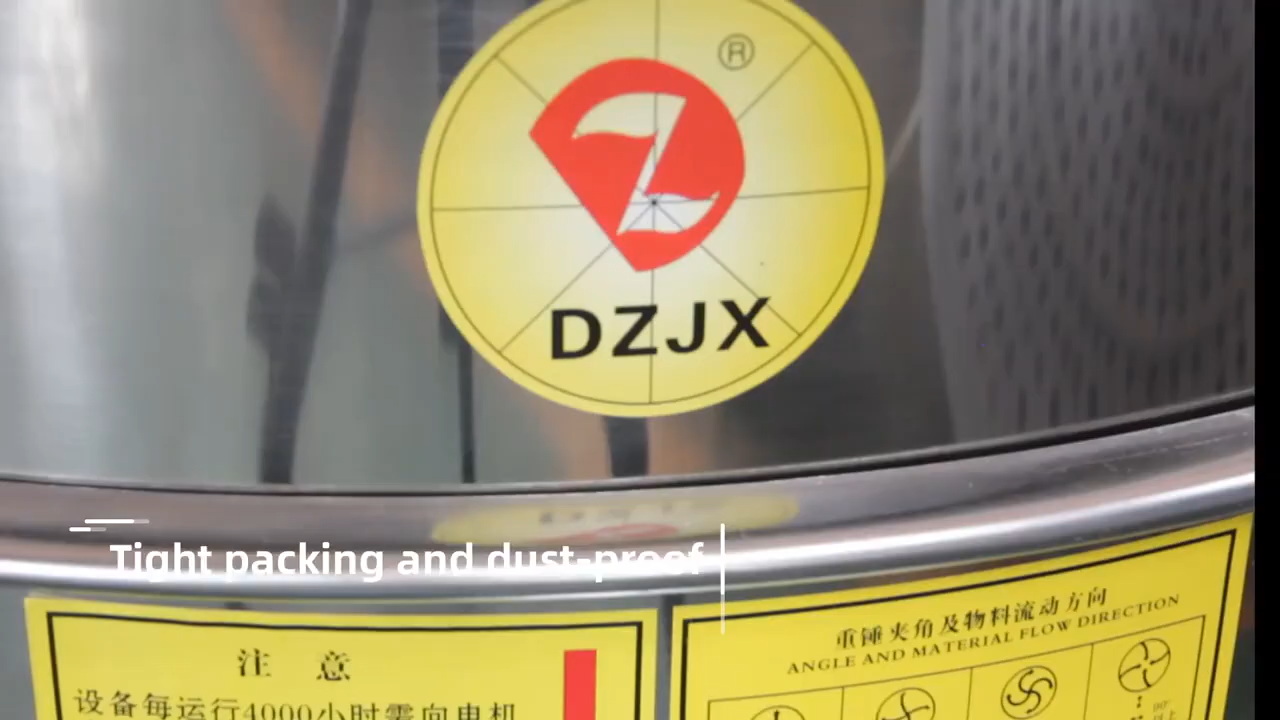 ®
DZJX
Tight packing and dust-proof
注 意
设备每运行4000小时需向电机
重锤夹角及物料流动方向
ANGLE AND MATERIAL FLOW DIRECTION
90°